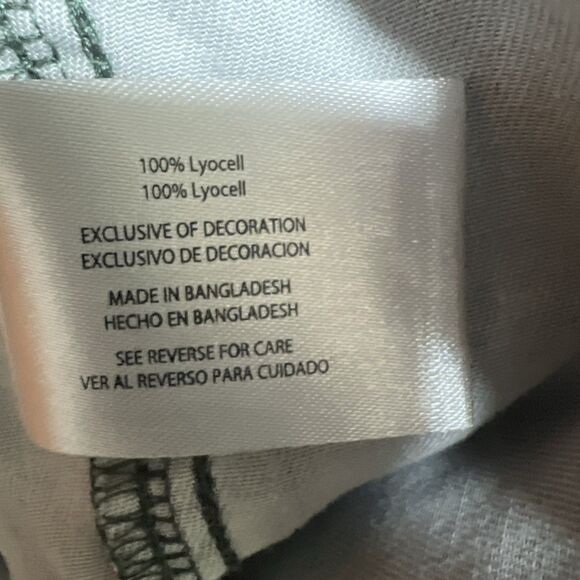 100% Lyocell
100% Lyocell
EXCLUSIVE OF DECORATION
EXCLUSIVO DE DECORACION
MADE IN BANGLADESH
HECHO EN BANGLADESH
SEE REVERSE FOR CARE
VER AL REVERSO PARA CUIDADO